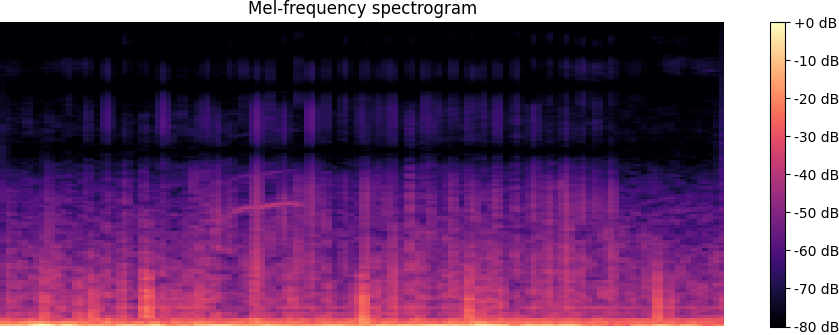 Mel-frequency spectrogram
+0 dB
-10 dB
-20 dB
-30 dB
-40 dB
-50 dB
-60 dB
-70 dB
-80 dB